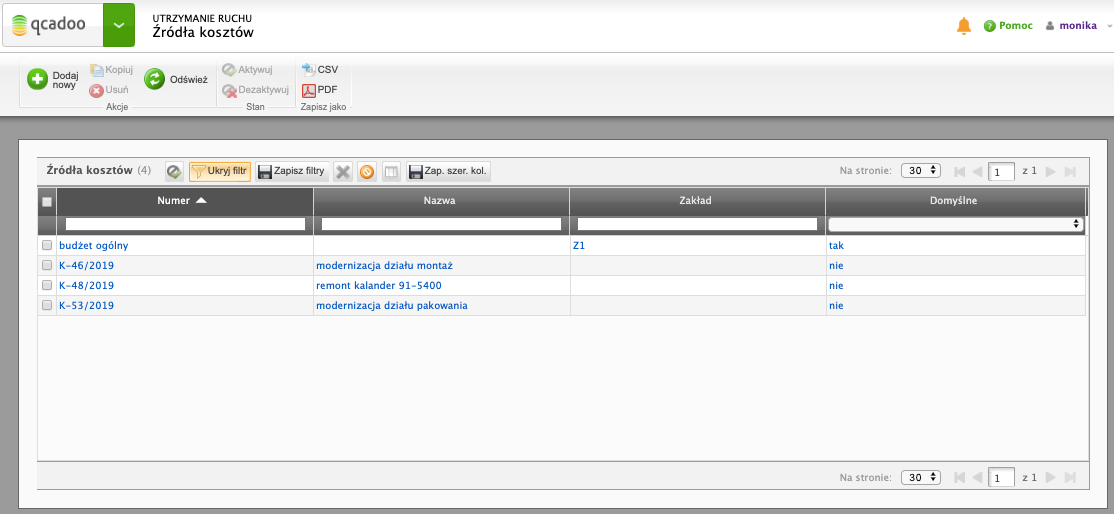 qcadoo
UTRZYMANIE RUCHU
Źródła kosztów
Pomoc
monika
Dodaj nowy
Kopiuj
Usuń
Odśwież
Akcje
Aktywuj
Dezaktywuj
Stan
CSV
PDF
Zapisz jako
Źródła kosztów (4)
Ukryj filtr
Zapisz filtry
Zap. szer. kol.
Na stronie: 30 1 z 1
Numer Nazwa Zakład Domyślne
budżet ogólny Z1 tak
K-46/2019 modernizacja działu montaż nie
K-48/2019 remont kalander 91-5400 nie
K-53/2019 modernizacja działu pakowania nie
Na stronie: 30 1 z 1